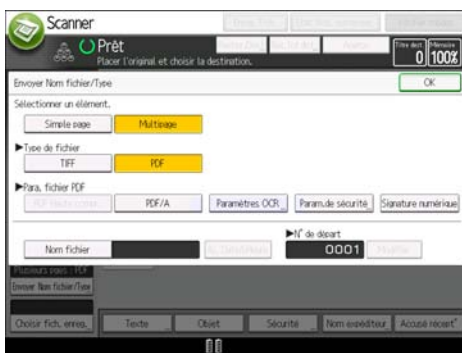 Scanner
Prêt
Placer l'original et choisir la destination.
Titre dest. Mémoire
0 100%
Envoyer Nom fichier/Type OK
Sélectionner un élément.
Simple page Multipage
►Type de fichier
TIFF PDF
►Para. fichier PDF
PDF/A Paramètres OCR Param.de sécurité Signature numérique
►N° de départ
Nom fichier 0001
Envoyer Nom fichier/Type
Choisir fich. enreg. Texte Objet Sécurité Nom expéditeur Accusé récept°